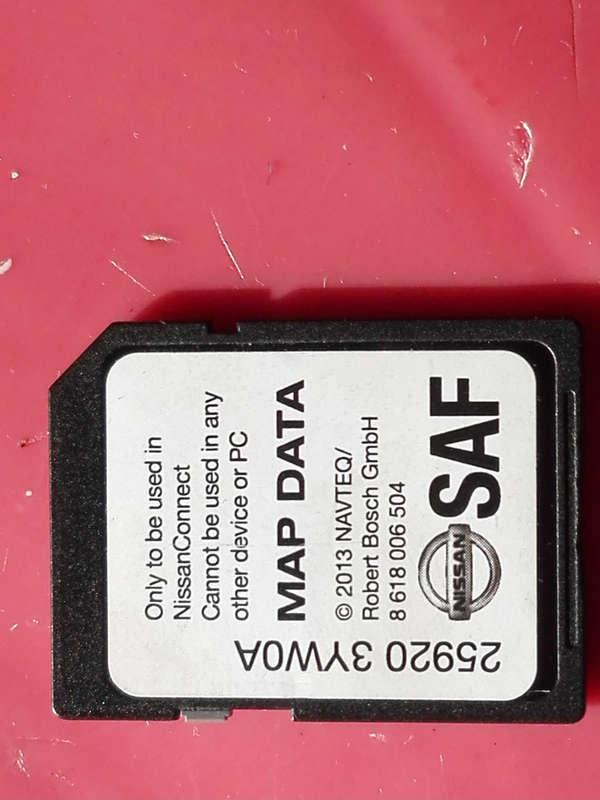 Only to be used in
NissanConnect
Cannot be used in any
other device or PC
MAP DATA
© 2013 NAVTEQ/
Robert Bosch GmbH
8 618 006 504
NISSAN SAF
25920 3YW0A